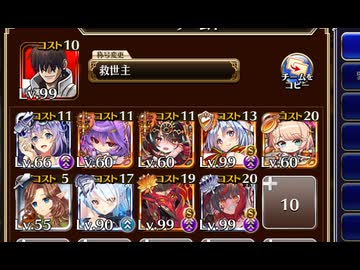 コスト10
Lv.99
称号変更
救世主
チームを
コピー
コスト11
コスト11
コスト11
コスト13
コスト20
Lv.66
Lv.60
Lv.60
Lv.99
Lv.60
コスト5
コスト17
コスト19
コスト20
Lv.55
Lv.90
Lv.99
Lv.99
S
S
S
+
10